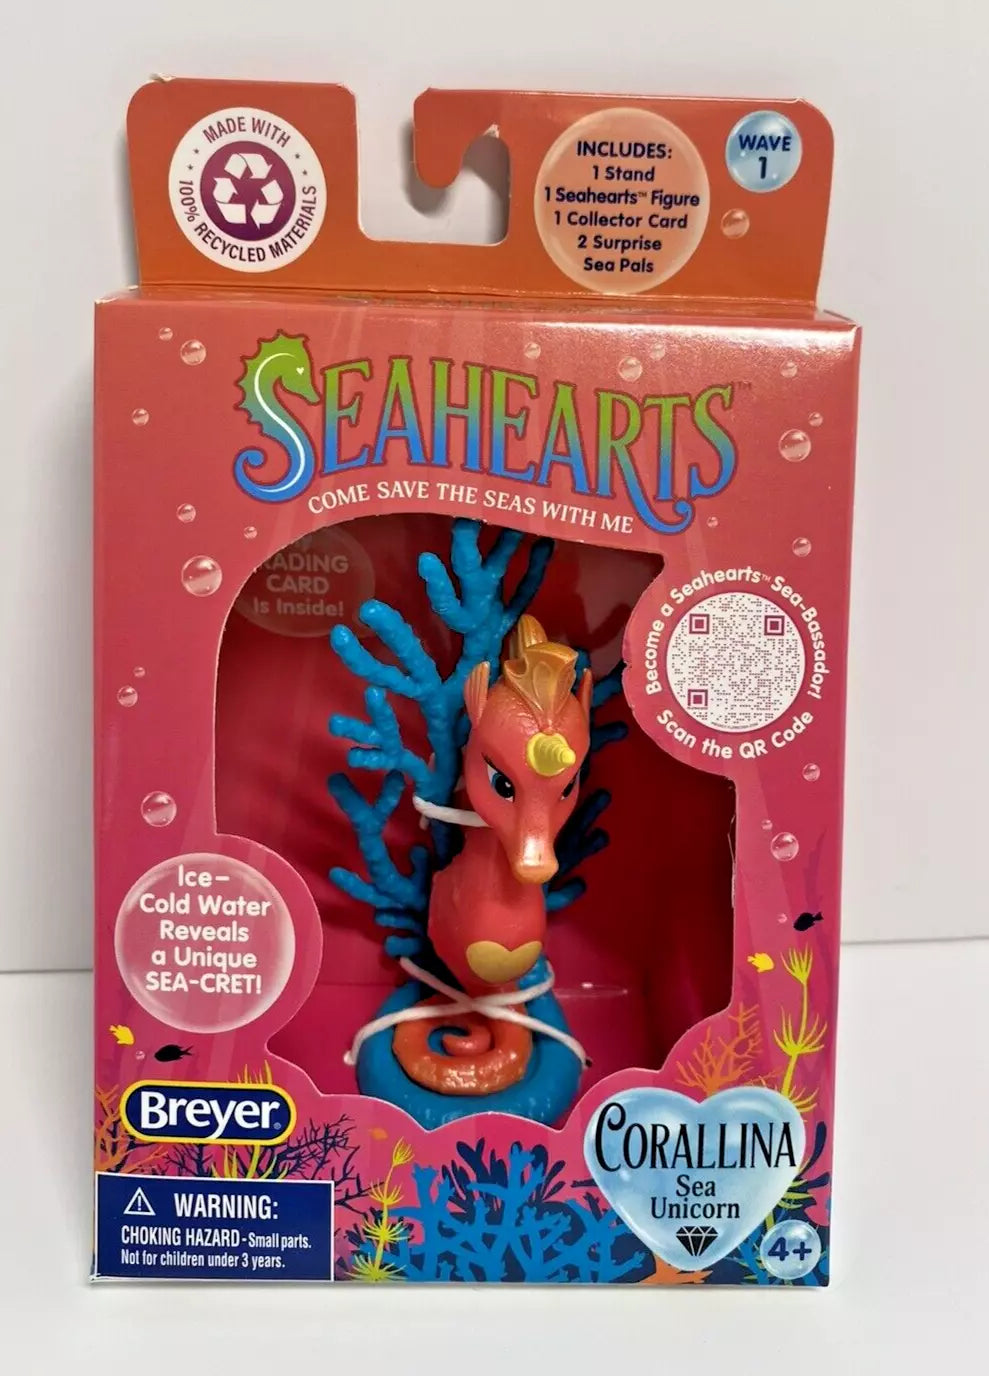 MADE WITH
100% RECYCLED MATERIALS
INCLUDES:
1 Stand
1 Seahearts™ Figure
1 Collector Card
2 Surprise
Sea Pals
WAVE
1
SEAHEARTS™
COME SAVE THE SEAS WITH ME
RADING
CARD
Is Inside!
Become a Seahearts™ Sea-Bassador!
Scan the QR Code
Ice-
Cold Water
Reveals
a Unique
SEA-CRET!
Breyer®
CORALLINA
Sea
Unicorn
4+
WARNING:
CHOKING HAZARD - Small parts.
Not for children under 3 years.